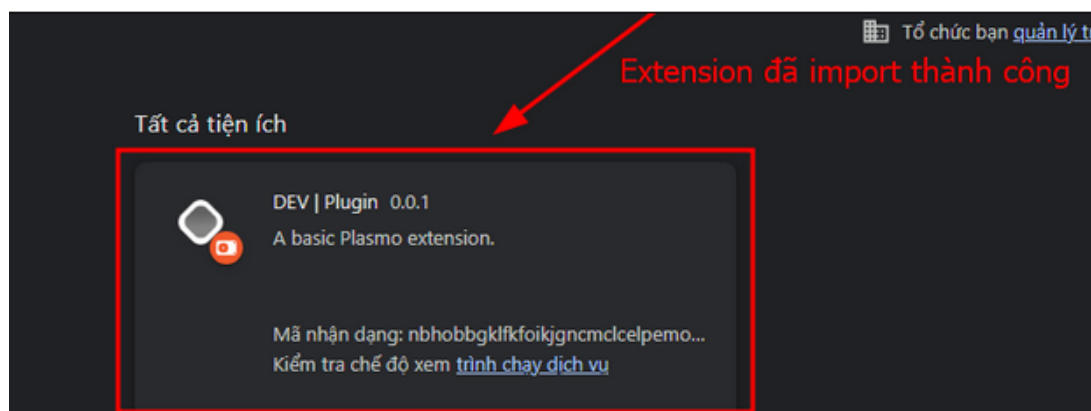 Tổ chức bạn quản lý
Extension đã import thành công
Tất cả tiện ích
DEV | Plugin 0.0.1
A basic Plasmo extension.
Mã nhận dạng: nbhobbgklfkfoikjgncmclcelpemo...
Kiểm tra chế độ xem trình chạy dịch vụ